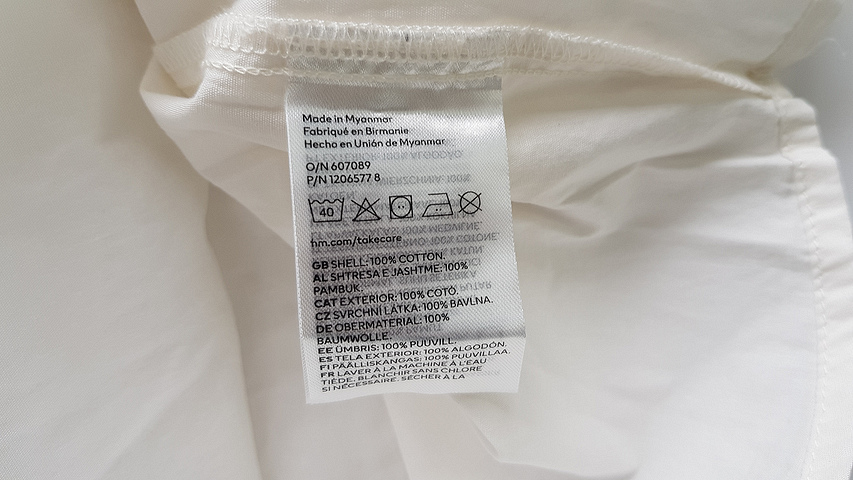 Made in Myanmar
Fabriqué en Birmanie
Hecho en Unión de Myanmar
O/N 607089
P/N 1206577 8
40
hm.com/takecare
GB SHELL: 100% COTTON.
AL SHTRESA E JASHTME: 100%
PAMBUK.
CAT EXTERIOR: 100% COTÓ.
CZ SVRCHNÍ LÁTKA: 100% BAVLNA.
DE OBERMATERIAL: 100%
BAUMWOLLE.
EE ÜMBRIS: 100% PUUVILL.
ES TELA EXTERIOR: 100% ALGODÓN.
FI PÄÄLLISKANGAS: 100% PUUVILLAA.
FR LAVER À LA MACHINE À L'EAU
TIÈDE. BLANCHIR SANS CHLORE
SI NÉCESSAIRE. SÉCHER À LA